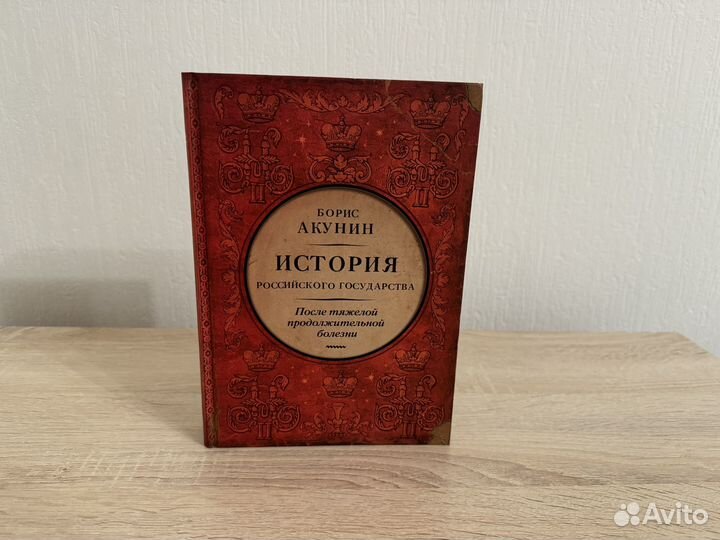 БОРИС
АКУНИН
ИСТОРИЯ
РОССИЙСКОГО ГОСУДАРСТВА
После тяжелой
продолжительной
болезни
Avito